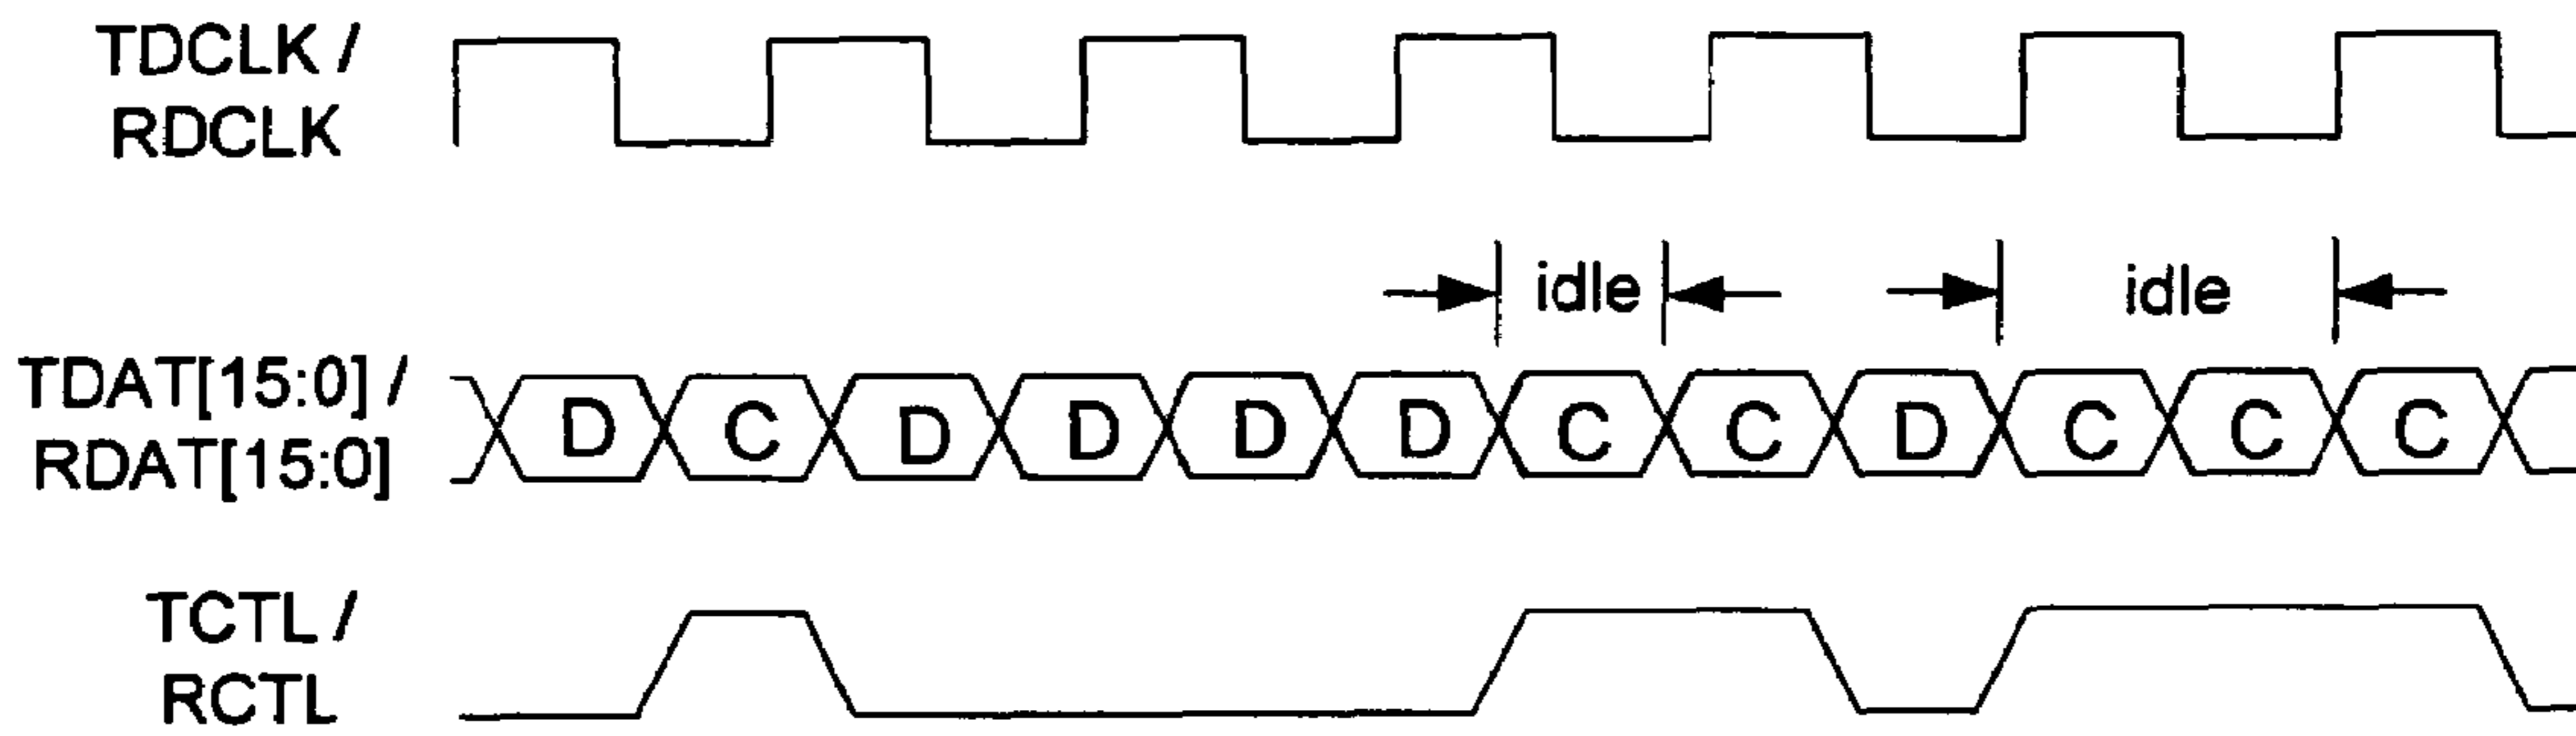 TDCLK /
RDCLK
idle idle
TDAT[15:0] /
RDAT[15:0]
D C D D D D C C D C C C
TCTL /
RCTL